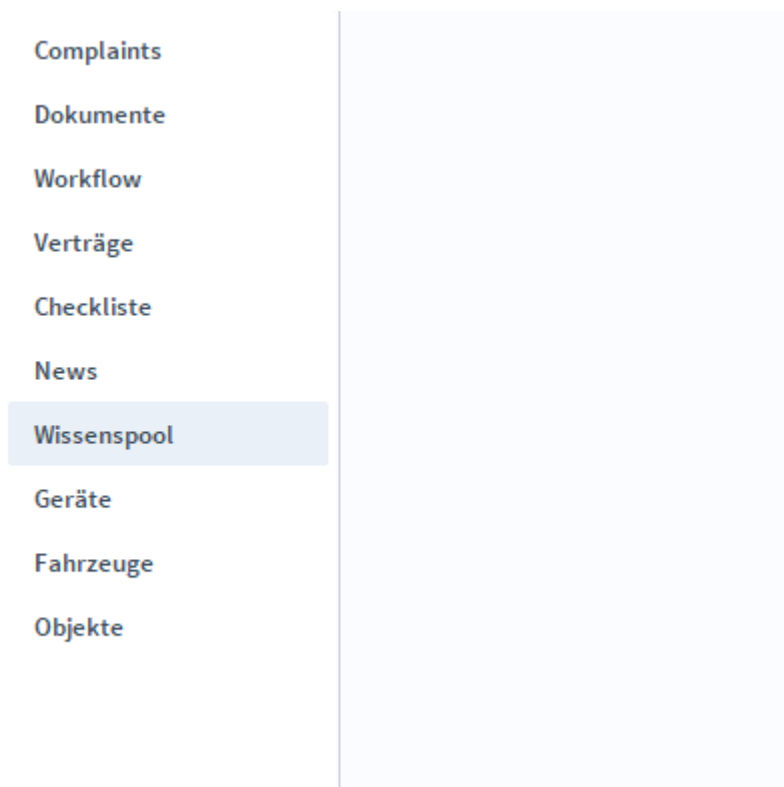 Complaints
Dokumente
Workflow
Verträge
Checkliste
News
Wissenspool
Geräte
Fahrzeuge
Objekte